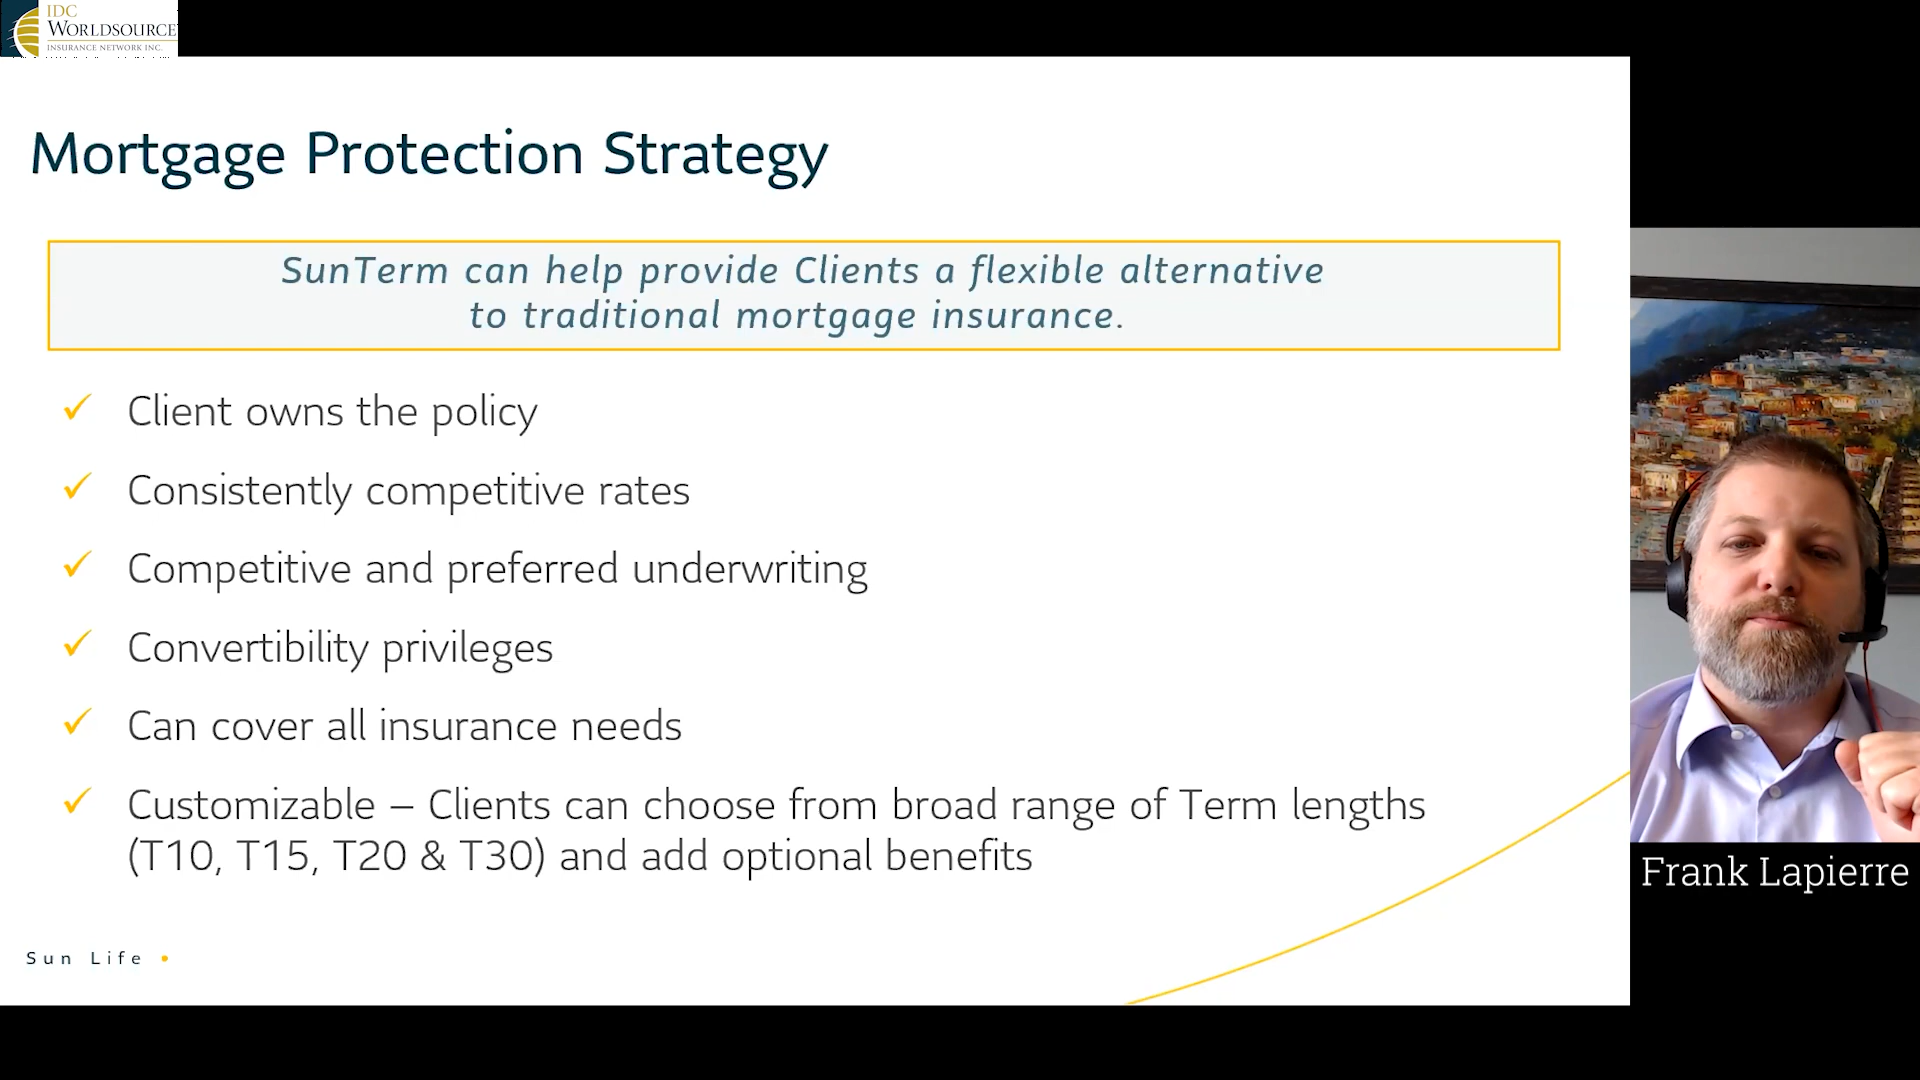 IDC
WORLDSOURCE
INSURANCE NETWORK INC.
Mortgage Protection Strategy
SunTerm can help provide Clients a flexible alternative
to traditional mortgage insurance.
✓ Client owns the policy
✓ Consistently competitive rates
✓ Competitive and preferred underwriting
✓ Convertibility privileges
✓ Can cover all insurance needs
✓ Customizable – Clients can choose from broad range of Term lengths
(T10, T15, T20 & T30) and add optional benefits
Sun Life •
Frank Lapierre